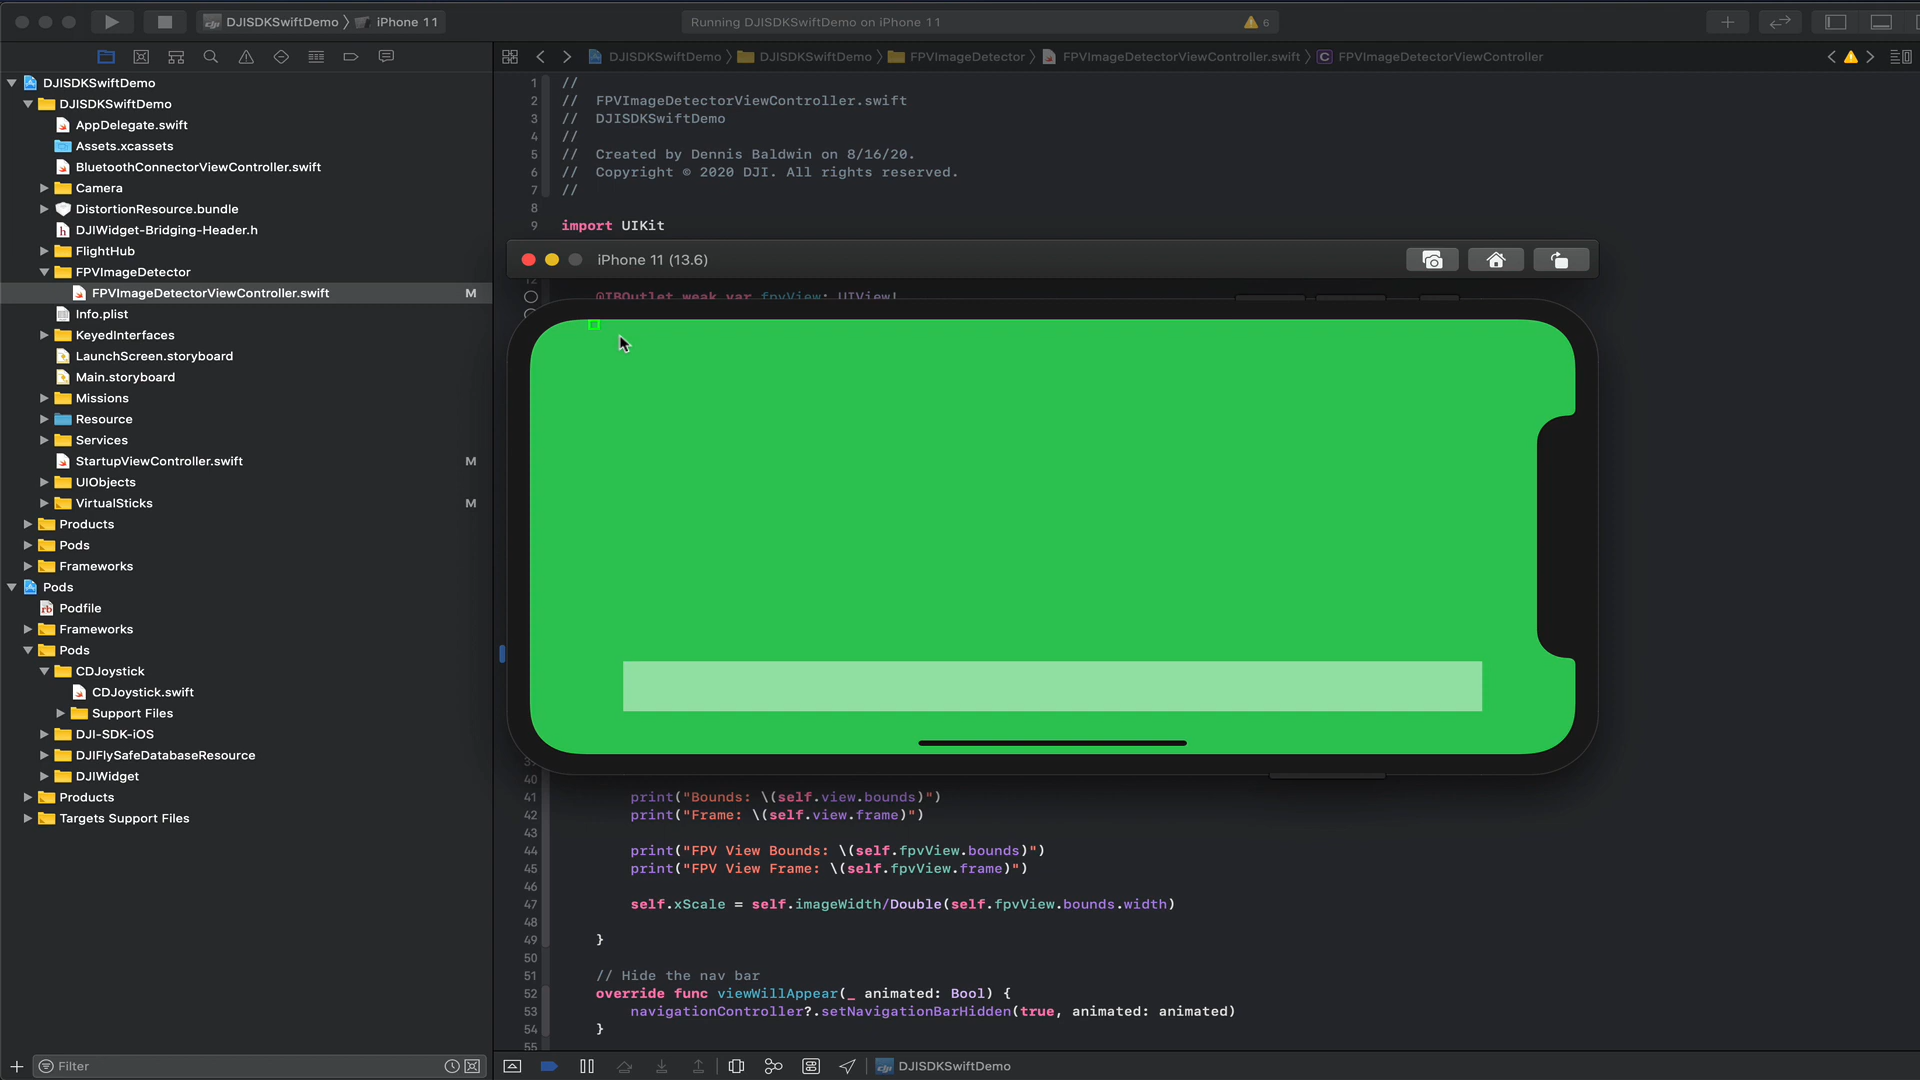 DJISDKSwiftDemo
iPhone 11
Running DJISDKSwiftDemo on iPhone 11
6
DJISDKSwiftDemo
DJISDKSwiftDemo
FPVImageDetector
FPVImageDetectorViewController.swift
FPVImageDetectorViewController
DJISDKSwiftDemo
DJISDKSwiftDemo
AppDelegate.swift
Assets.xcassets
BluetoothConnectorViewController.swift
Camera
DistortionResource.bundle
DJIWidget-Bridging-Header.h
FlightHub
FPVImageDetector
FPVImageDetectorViewController.swift M
Info.plist
KeyedInterfaces
LaunchScreen.storyboard
Main.storyboard
Missions
Resource
Services
StartupViewController.swift M
UIObjects
VirtualSticks M
Products
Pods
Frameworks
Pods
Podfile
Frameworks
Pods
CDJoystick
CDJoystick.swift
Support Files
DJI-SDK-iOS
DJIFlySafeDatabaseResource
DJIWidget
Products
Targets Support Files
Filter
1 //
2 // FPVImageDetectorViewController.swift
3 // DJISDKSwiftDemo
4 //
5 // Created by Dennis Baldwin on 8/16/20.
6 // Copyright © 2020 DJI. All rights reserved.
7 //
8
9 import UIKit
iPhone 11 (13.6)
12
@IBOutlet weak var fpvView: UIView!
40
41 print("Bounds: \(self.view.bounds)")
42 print("Frame: \(self.view.frame)")
43
44 print("FPV View Bounds: \(self.fpvView.bounds)")
45 print("FPV View Frame: \(self.fpvView.frame)")
46
47 self.xScale = self.imageWidth/Double(self.fpvView.bounds.width)
48
49 }
50
51 // Hide the nav bar
52 override func viewWillAppear(_ animated: Bool) {
53 navigationController?.setNavigationBarHidden(true, animated: animated)
54 }
55
DJISDKSwiftDemo